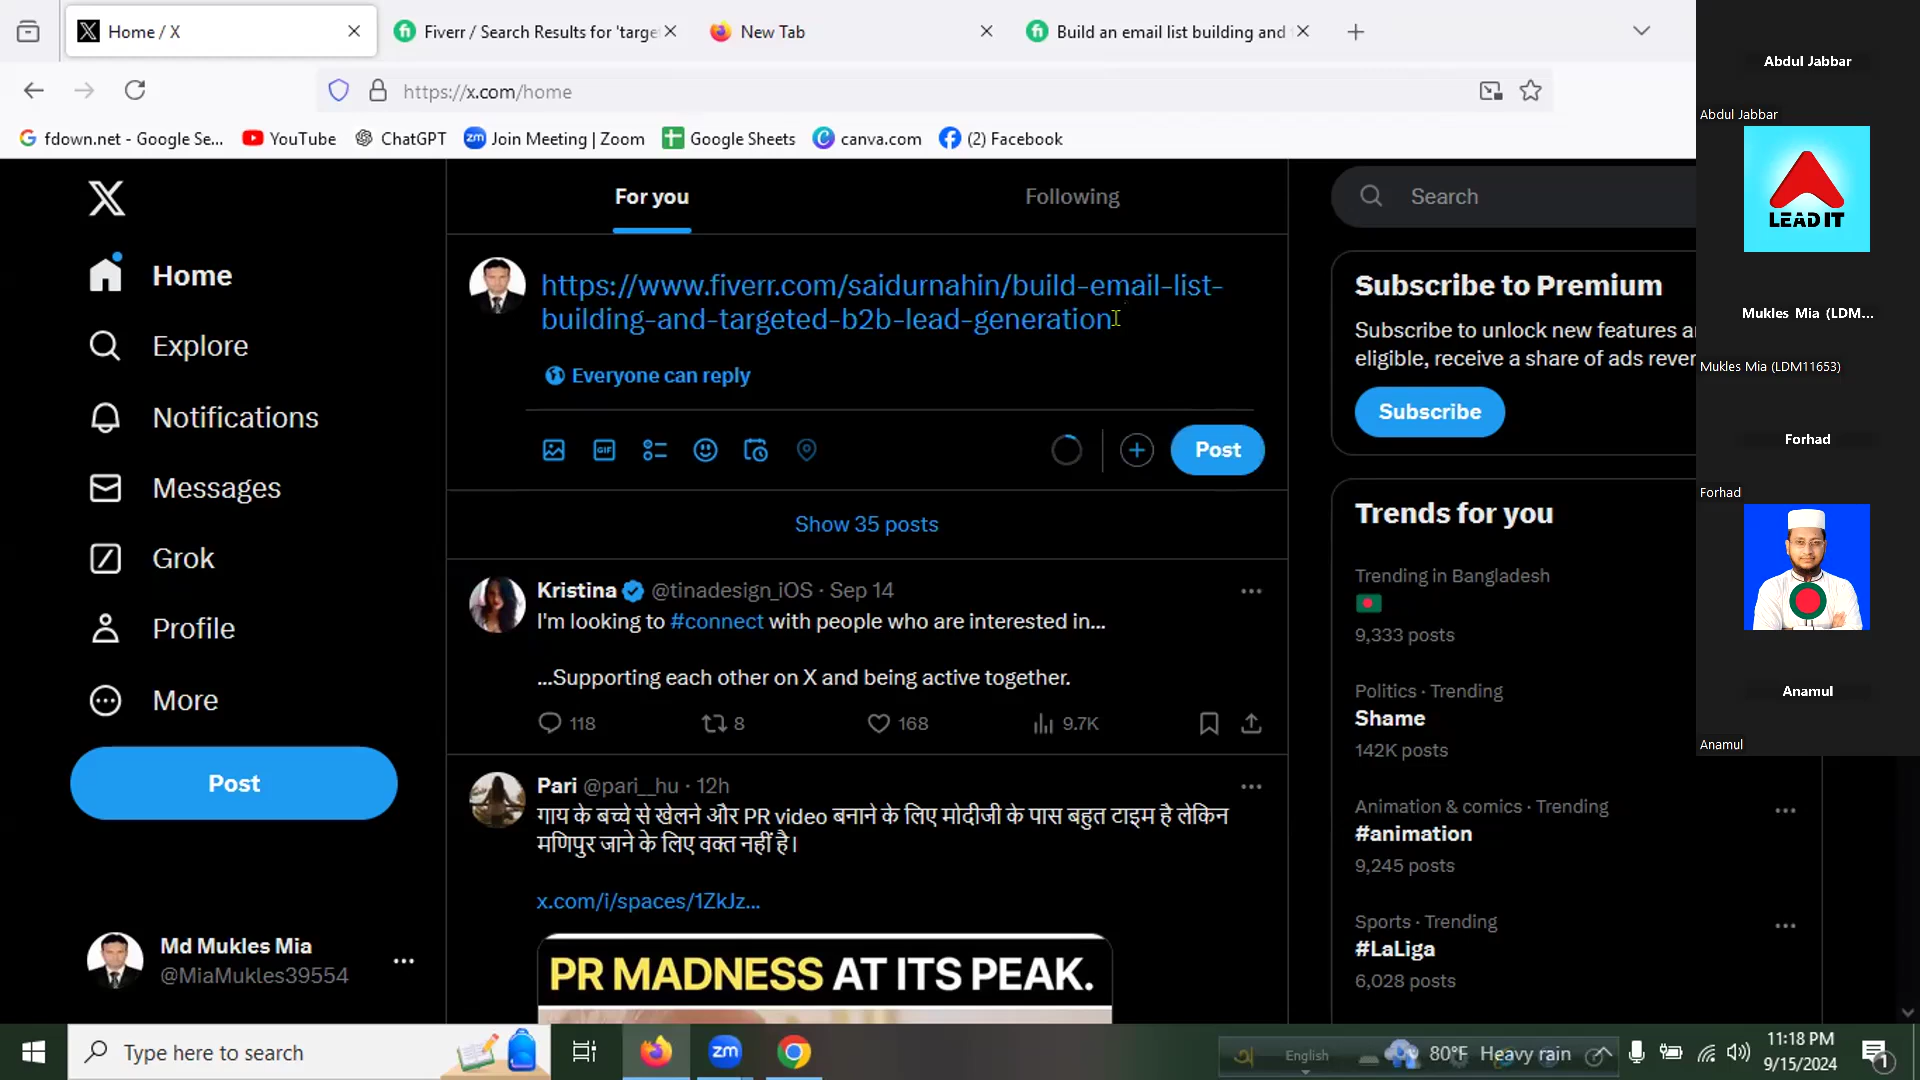 Home / X
Fiverr / Search Results for 'targe
New Tab
Build an email list building and
https://x.com/home
fdown.net - Google Se...
YouTube
ChatGPT
zm Join Meeting | Zoom
Google Sheets
canva.com
(2) Facebook
For you
Following
Search
Home
Explore
Notifications
Messages
Grok
Profile
More
Post
Md Mukles Mia
@MiaMukles39554
https://www.fiverr.com/saidurnahin/build-email-list-
building-and-targeted-b2b-lead-generation
Everyone can reply
GIF
Post
Show 35 posts
Kristina @tinadesign_iOS · Sep 14
I'm looking to #connect with people who are interested in...
...Supporting each other on X and being active together.
118
8
168
9.7K
Pari @pari__hu · 12h
गाय के बच्चे से खेलने और PR video बनाने के लिए मोदीजी के पास बहुत टाइम है लेकिन
मणिपुर जाने के लिए वक्त नहीं है।
x.com/i/spaces/1ZkJz...
PR MADNESS AT ITS PEAK.
Subscribe to Premium
Subscribe to unlock new features a
eligible, receive a share of ads rever
Subscribe
Trends for you
Trending in Bangladesh
9,333 posts
Politics · Trending
Shame
142K posts
Animation & comics · Trending
#animation
9,245 posts
Sports · Trending
#LaLiga
6,028 posts
Abdul Jabbar
Abdul Jabbar
LEAD IT
Mukles Mia (LDM...
Mukles Mia (LDM11653)
Forhad
Forhad
Anamul
Anamul
Type here to search
zm
English
80°F Heavy rain
11:18 PM
9/15/2024
1